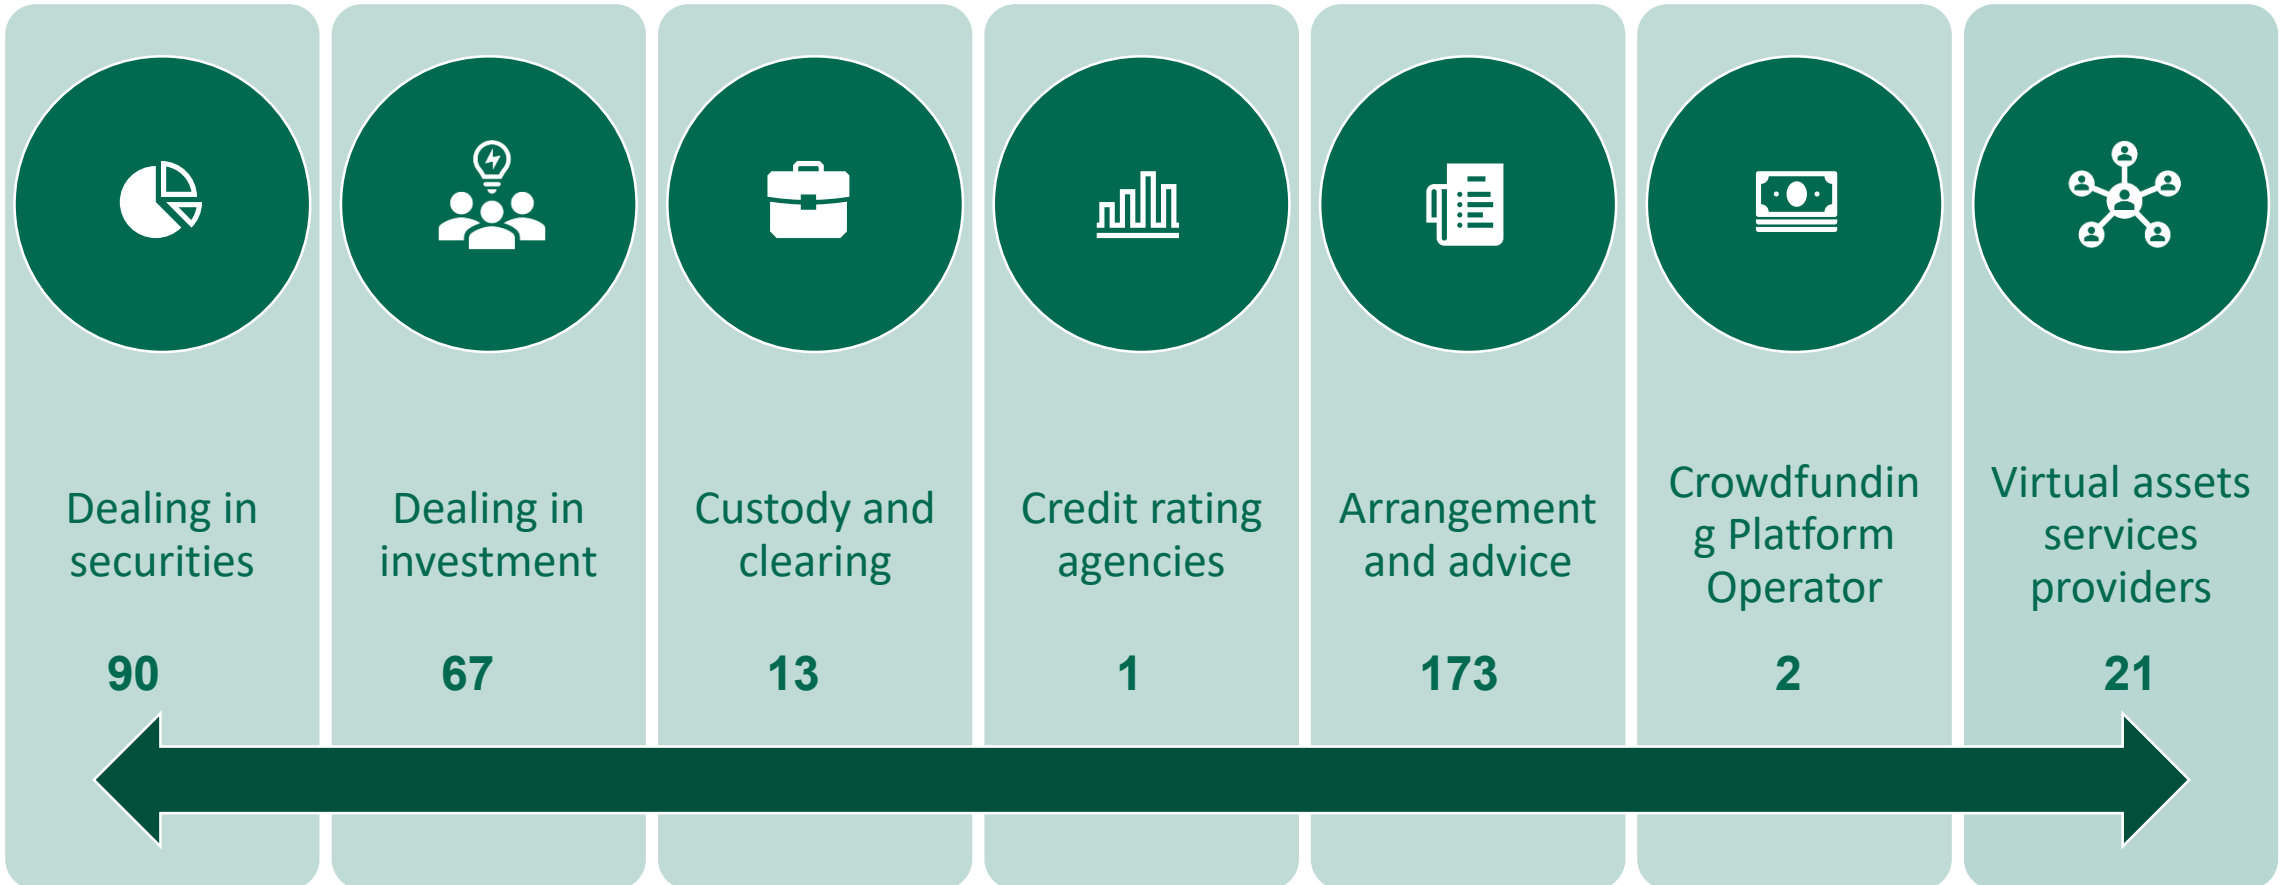 Dealing in
securities
90
Dealing in
investment
67
Custody and
clearing
13
Credit rating
agencies
1
Arrangement
and advice
173
Crowdfundin
g Platform
Operator
2
Virtual assets
services
providers
21